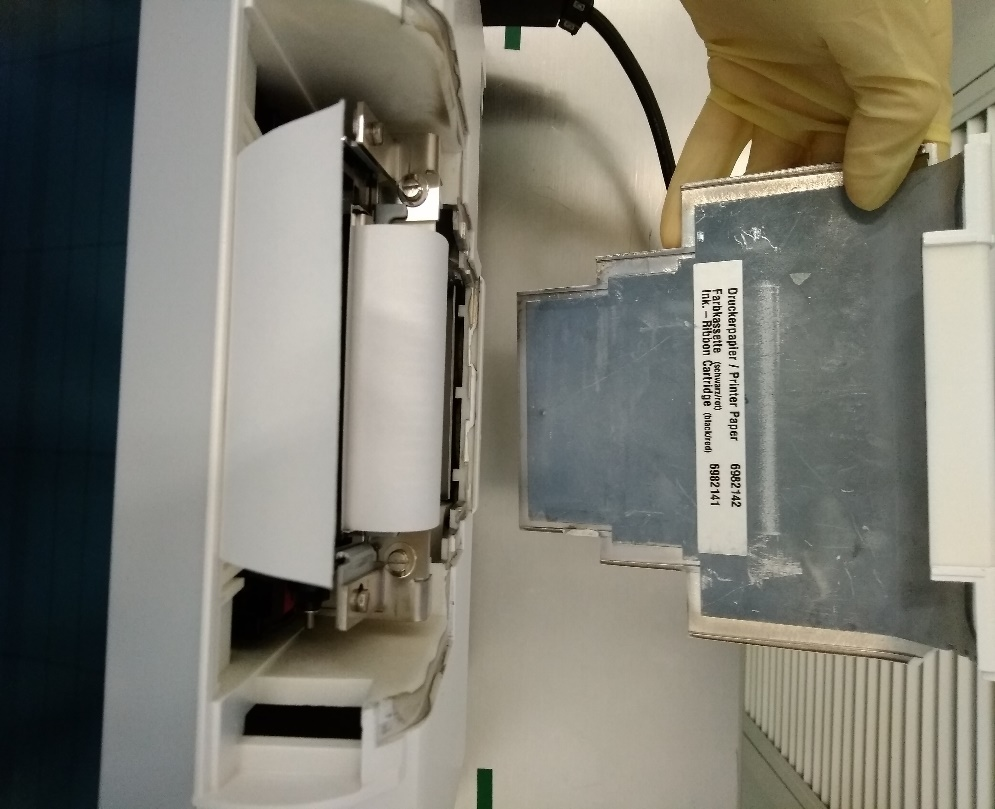 Druckerpapier / Printer Paper 6982142
Farbkassette (schwarz/rot)
Ink. – Ribbon Cartridge (black/red) 6982141